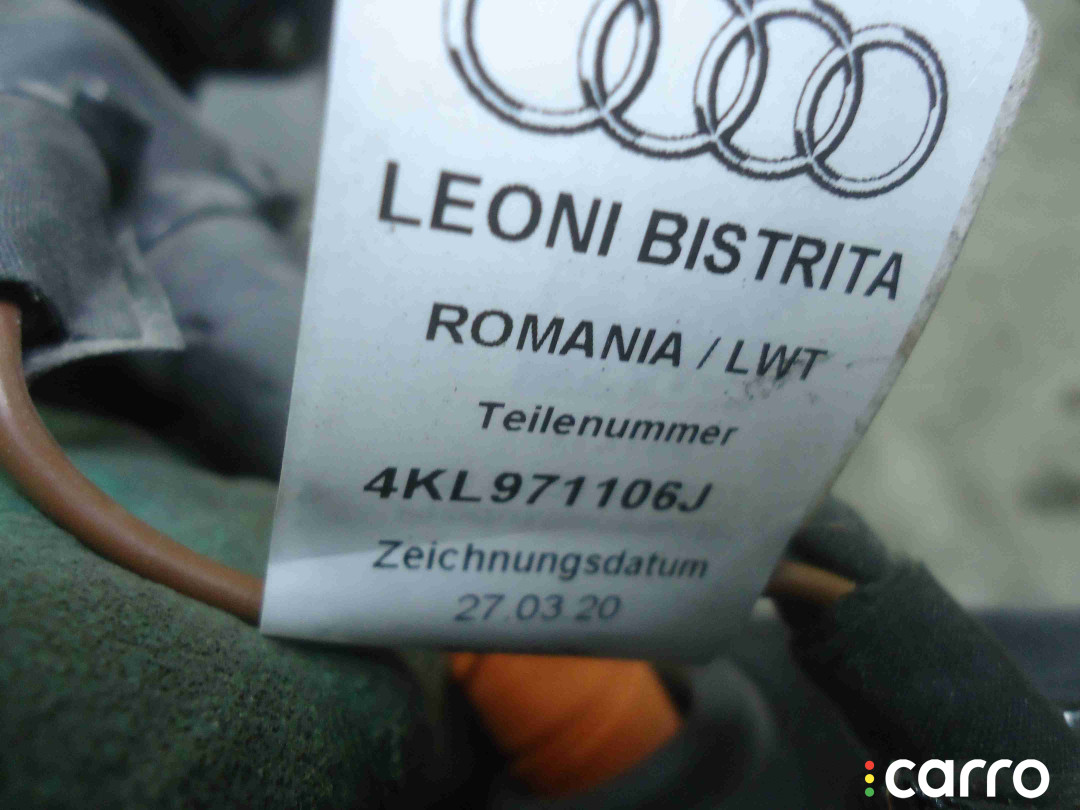 LEONI BISTRITA
ROMANIA / LWT
Teilenummer
4KL971106J
Zeichnungsdatum
27.03.20
carro